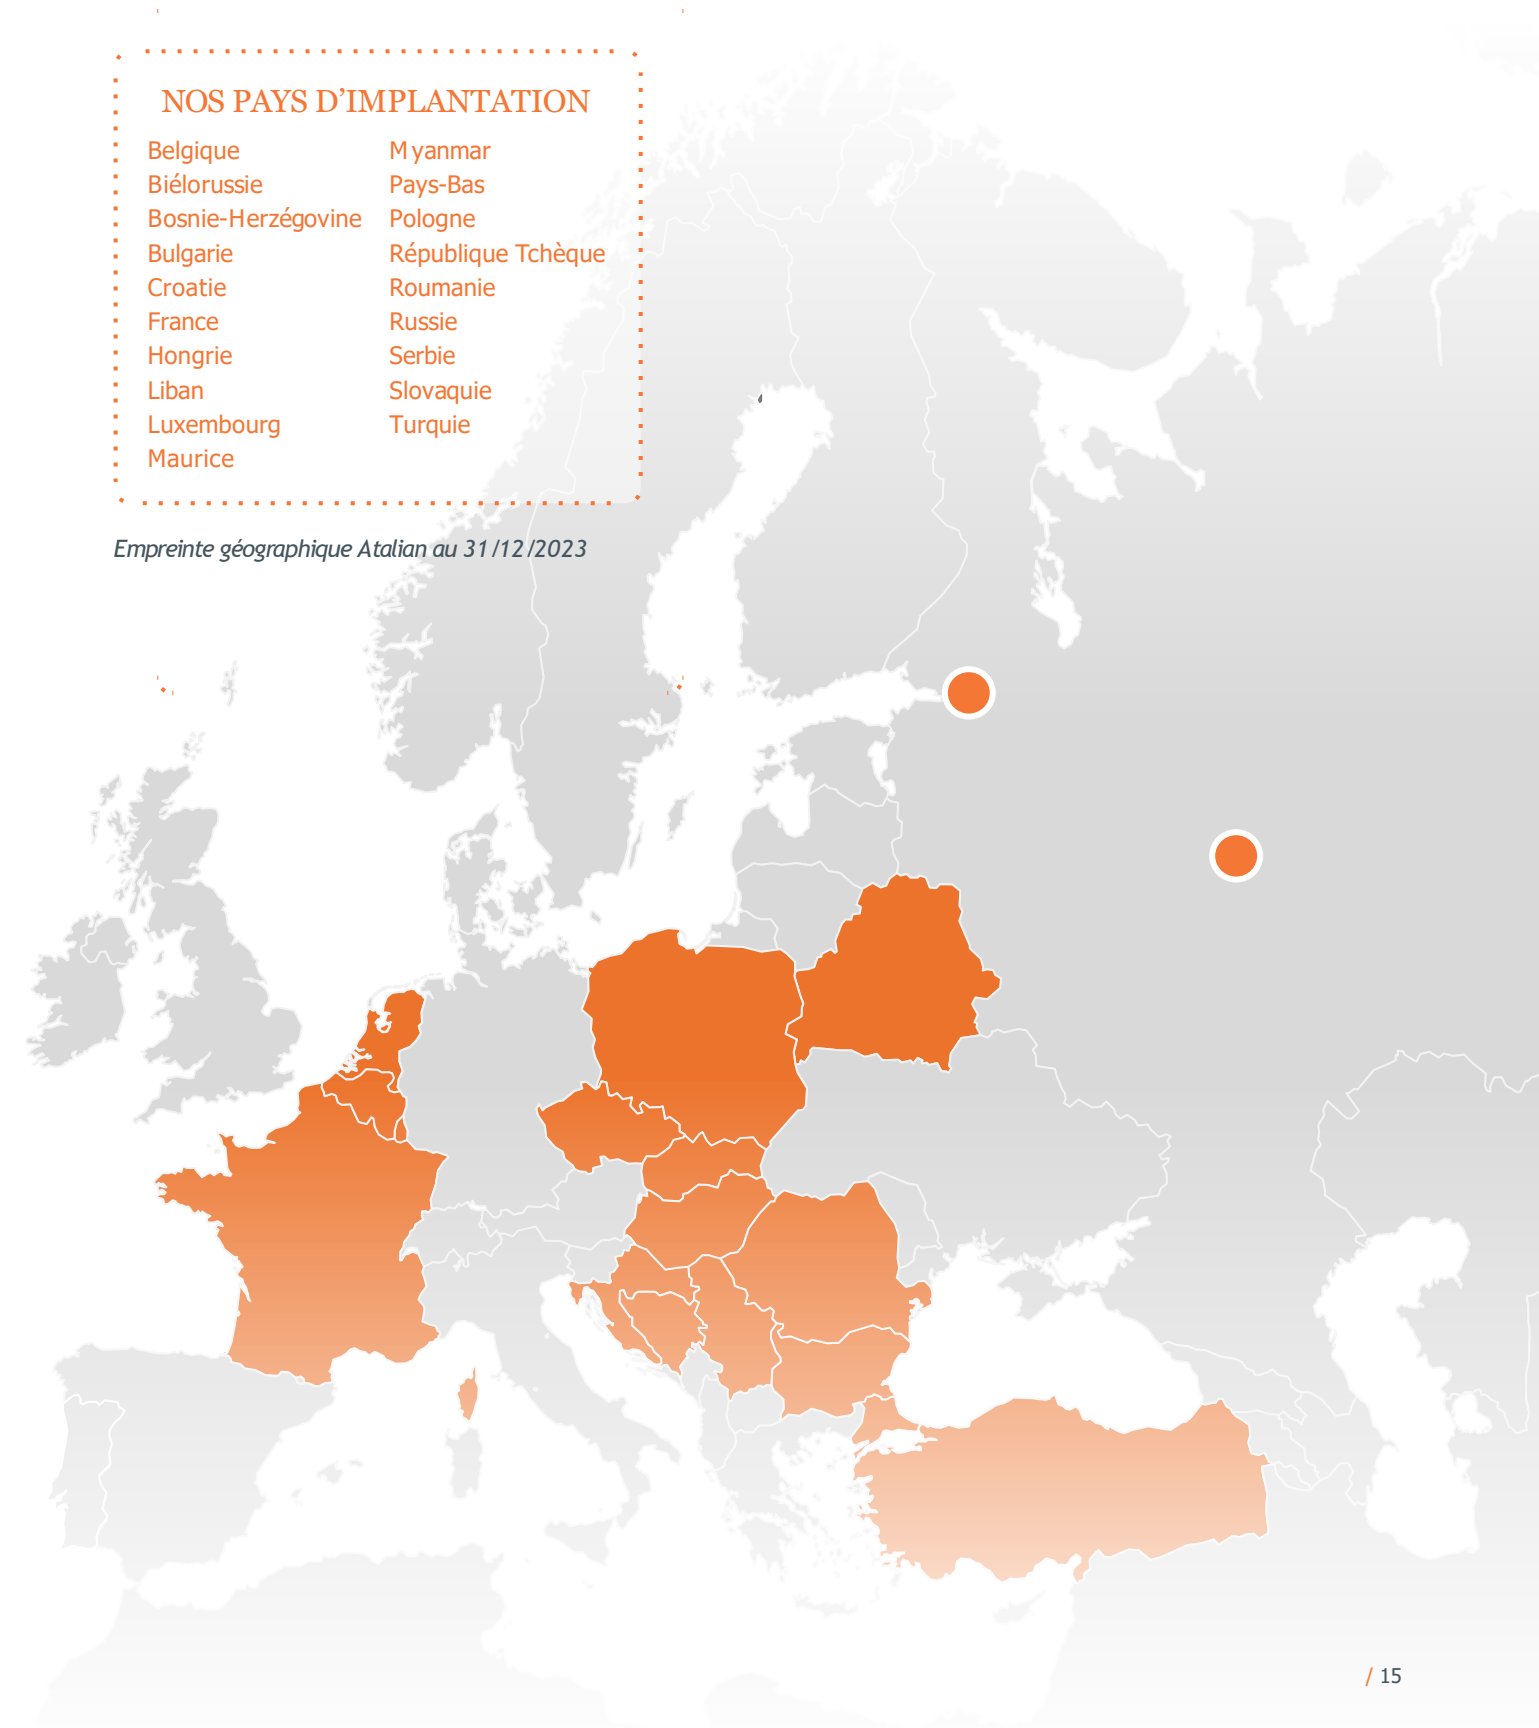 NOS PAYS D’IMPLANTATION
Belgique
Biélorussie
Bosnie-Herzégovine
Bulgarie
Croatie
France
Hongrie
Liban
Luxembourg
Maurice
Myanmar
Pays-Bas
Pologne
République Tchèque
Roumanie
Russie
Serbie
Slovaquie
Turquie
Empreinte géographique Atalian au 31/12/2023
/ 15